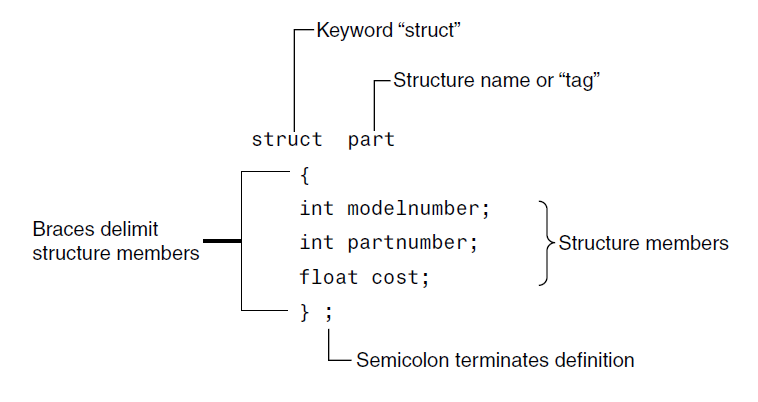 Keyword “struct”
Structure name or “tag”
struct part
{
int modelnumber;
Braces delimit
structure members
int partnumber;
Structure members
float cost;
} ;
Semicolon terminates definition